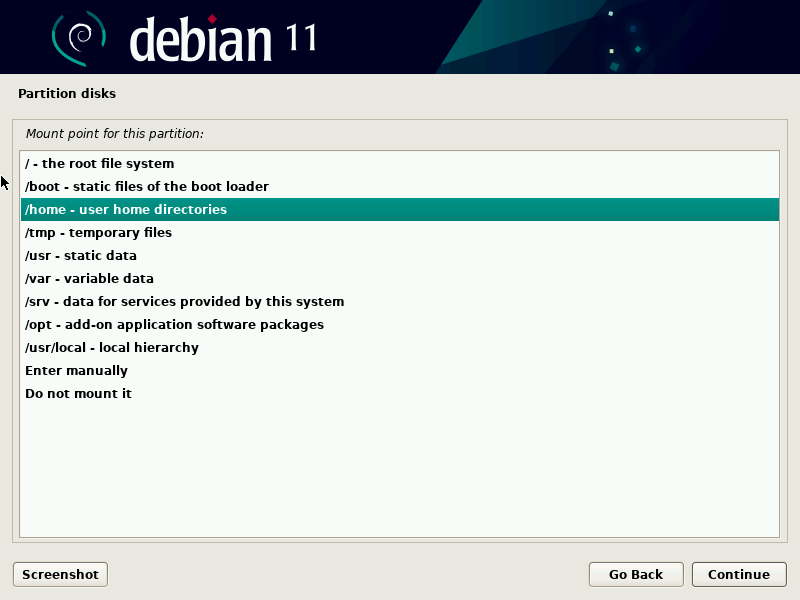 debian 11
Partition disks
Mount point for this partition:
/ - the root file system
/boot - static files of the boot loader
/home - user home directories
/tmp - temporary files
/usr - static data
/var - variable data
/srv - data for services provided by this system
/opt - add-on application software packages
/usr/local - local hierarchy
Enter manually
Do not mount it
Screenshot
Go Back
Continue